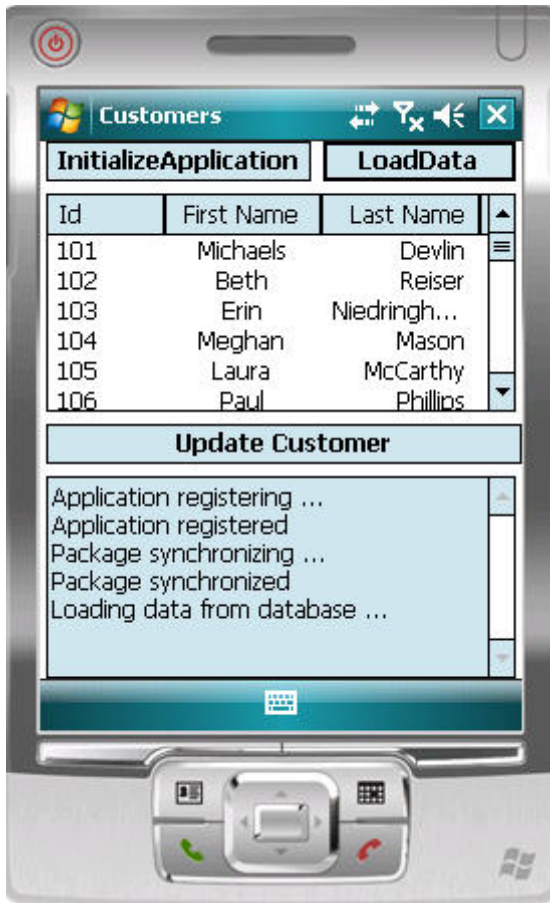 Customers
InitializeApplication LoadData
Id First Name Last Name
101 Michaels Devlin
102 Beth Reiser
103 Erin Niedringh...
104 Meghan Mason
105 Laura McCarthy
106 Paul Phillips
Update Customer
Application registering ...
Application registered
Package synchronizing ...
Package synchronized
Loading data from database ...